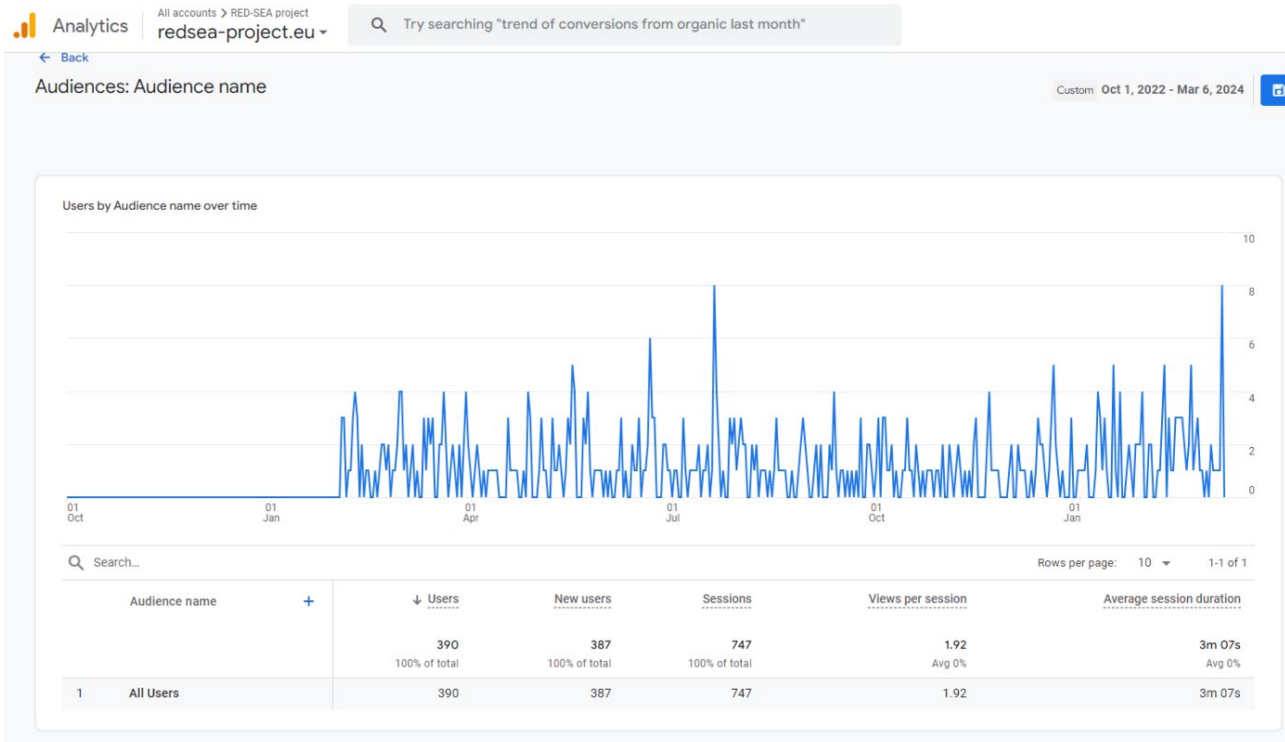 Analytics
All accounts > RED-SEA project
redsea-project.eu
Try searching "trend of conversions from organic last month"
← Back
Audiences: Audience name
Custom Oct 1, 2022 - Mar 6, 2024
Users by Audience name over time
10
8
6
4
2
0
01 Oct
01 Jan
01 Apr
01 Jul
01 Oct
01 Jan
Search...
Rows per page: 10 1-1 of 1
Audience name + ↓ Users New users Sessions Views per session Average session duration
390 387 747 1.92 3m 07s
100% of total 100% of total 100% of total Avg 0% Avg 0%
1 All Users 390 387 747 1.92 3m 07s